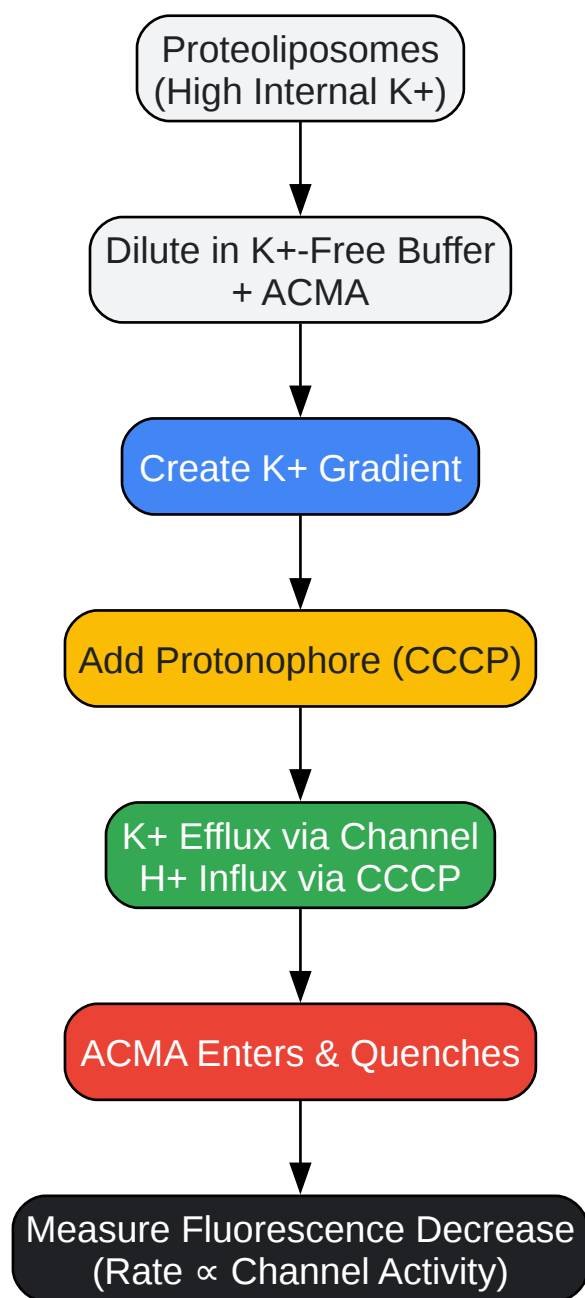 Proteoliposomes
(High Internal K+)
Dilute in K+-Free Buffer
+ ACMA
Create K+ Gradient
Add Protonophore (CCCP)
K+ Efflux via Channel
H+ Influx via CCCP
ACMA Enters & Quenches
Measure Fluorescence Decrease
(Rate ∝ Channel Activity)